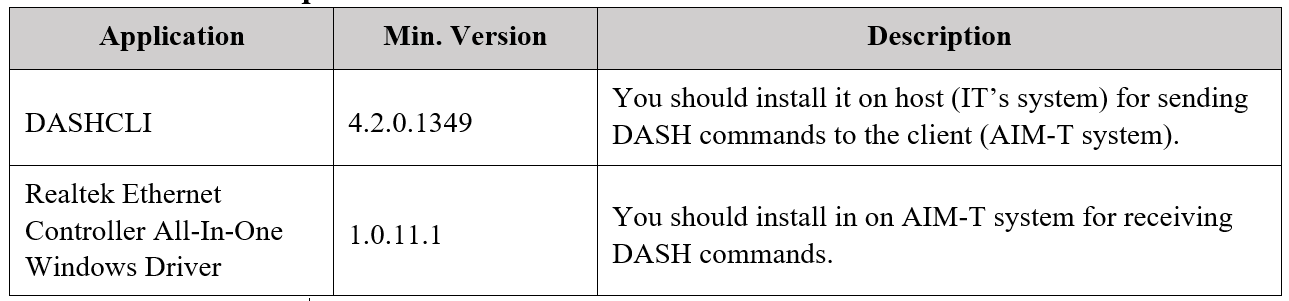 Application
Min. Version
Description
DASHCLI
4.2.0.1349
You should install it on host (IT’s system) for sending
DASH commands to the client (AIM-T system).
Realtek Ethernet
Controller All-In-One
Windows Driver
1.0.11.1
You should install in on AIM-T system for receiving
DASH commands.